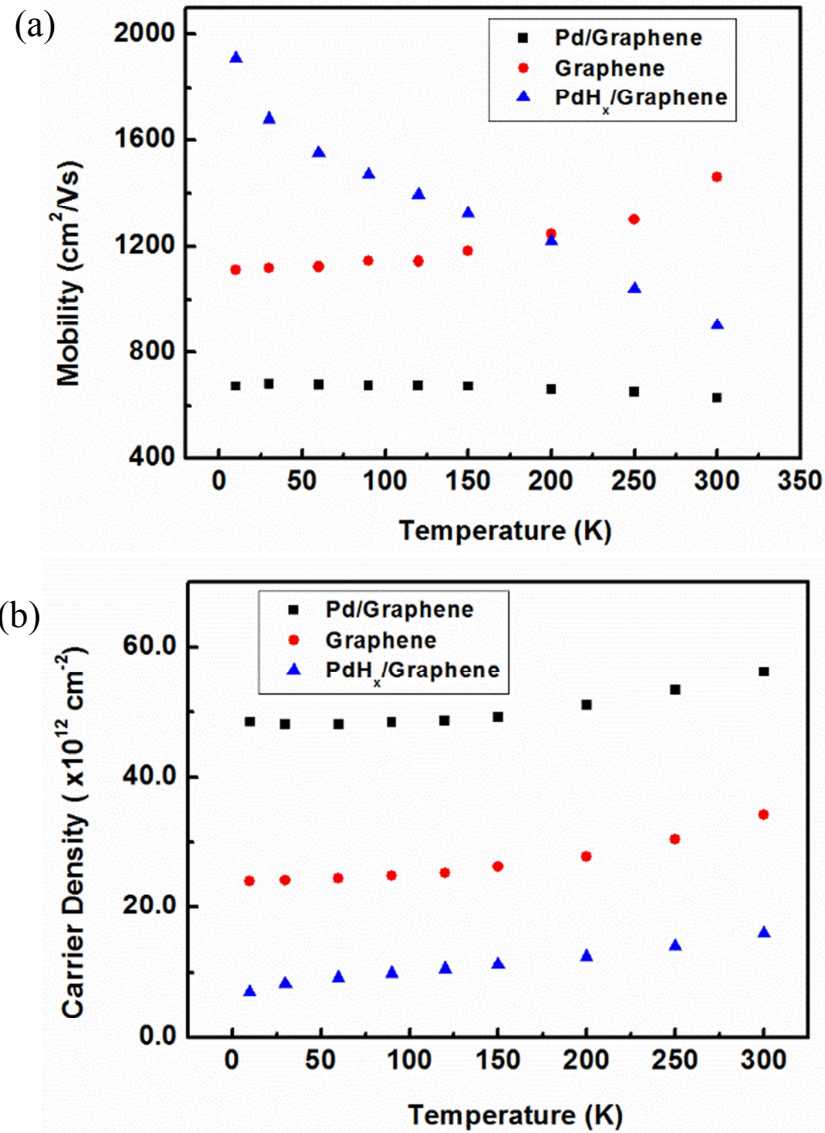 (a)
2000
1600
1200
800
400
Mobility (cm²/Vs)
Pd/Graphene
Graphene
PdHₓ/Graphene
0 50 100 150 200 250 300 350
Temperature (K)
(b)
60.0
40.0
20.0
0.0
Carrier Density ( x10¹² cm⁻²)
Pd/Graphene
Graphene
PdHₓ/Graphene
0 50 100 150 200 250 300
Temperature (K)